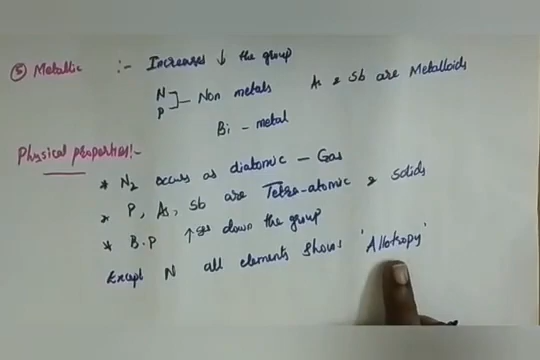 ⑤ Metallic :- Increases ↓ the group
N
P ]– Non metals As & Sb are Metalloids
Bi – metal
Physical properties:-
* N₂ occurs as diatomic – Gas
* P, As, Sb are Tetra-atomic & Solids
* B.P ↑ses down the group
Except N all elements shows 'Allotropy'